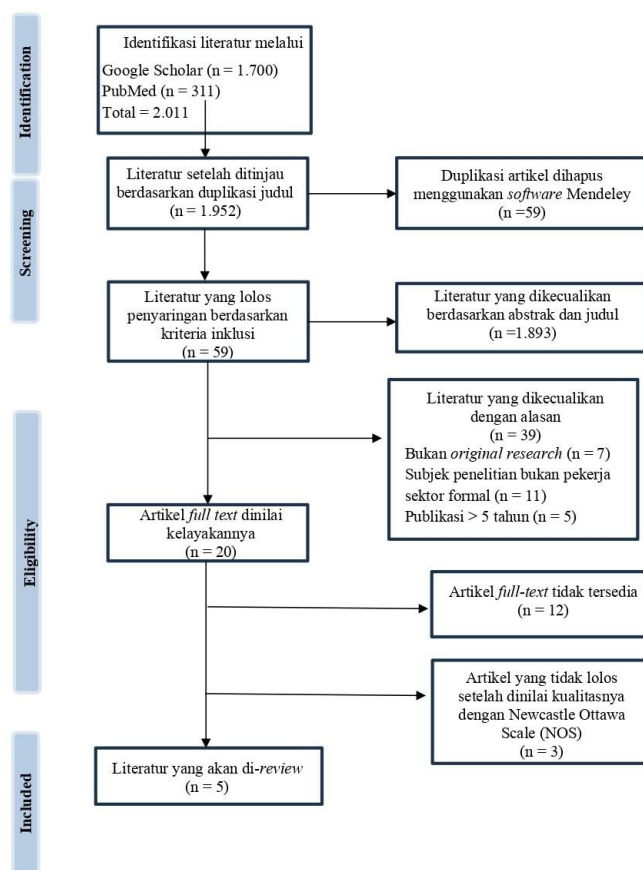 Identification
Identifikasi literatur melalui
Google Scholar (n = 1.700)
PubMed (n = 311)
Total = 2.011
Screening
Literatur setelah ditinjau
berdasarkan duplikasi judul
(n = 1.952)
Duplikasi artikel dihapus
menggunakan software Mendeley
(n =59)
Literatur yang lolos
penyaringan berdasarkan
kriteria inklusi
(n = 59)
Literatur yang dikecualikan
berdasarkan abstrak dan judul
(n =1.893)
Eligibility
Literatur yang dikecualikan
dengan alasan
(n = 39)
Bukan original research (n = 7)
Subjek penelitian bukan pekerja
sektor formal (n = 11)
Publikasi > 5 tahun (n = 5)
Artikel full text dinilai
kelayakannya
(n = 20)
Artikel full-text tidak tersedia
(n = 12)
Artikel yang tidak lolos
setelah dinilai kualitasnya
dengan Newcastle Ottawa
Scale (NOS)
(n = 3)
Included
Literatur yang akan di-review
(n = 5)